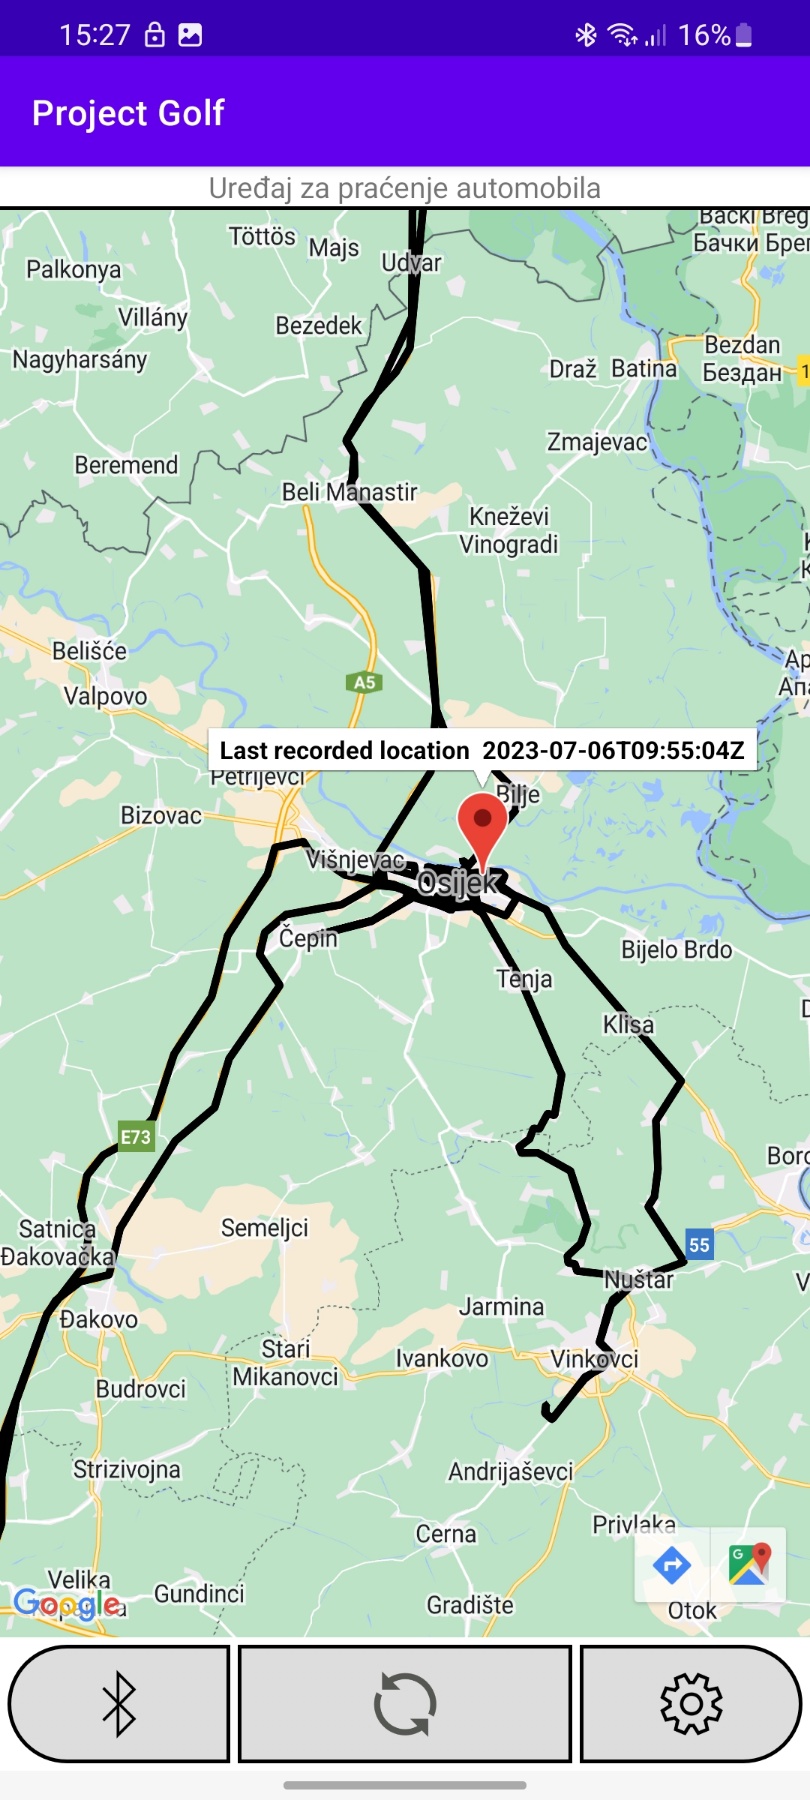 15:27
16%
Project Golf
Uređaj za praćenje automobila
Bački Breg
Töttös
Majs
Бачки Брег
Udvar
Palkonya
Villány
Bezedek
Bezdan
Nagyharsány
Draž
Batina
Бездан
1
Zmajevac
Beremend
Beli Manastir
Kneževi
Vinogradi
Belišće
Ap
Valpovo
A5
Апа
Last recorded location 2023-07-06T09:55:04Z
Petrijevci
Bilje
Bizovac
Višnjevac
Osijek
Čepin
Bijelo Brdo
Tenja
Klisa
E73
Boro
Satnica
Đakovačka
Semeljci
55
Nuštar
V
Jarmina
Đakovo
Stari
Mikanovci
Ivankovo
Vinkovci
Budrovci
Strizivojna
Andrijaševci
Cerna
Privlaka
G
Velika
Kopanica
Google
Gundinci
Gradište
Otok